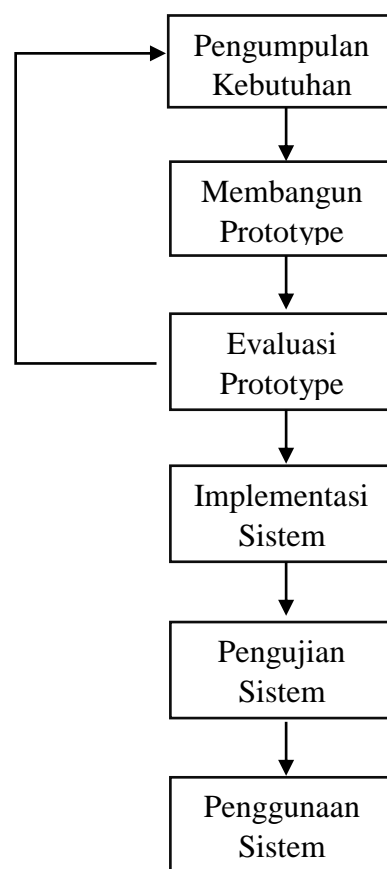 Pengumpulan
Kebutuhan
Membangun
Prototype
Evaluasi
Prototype
Implementasi
Sistem
Pengujian
Sistem
Penggunaan
Sistem